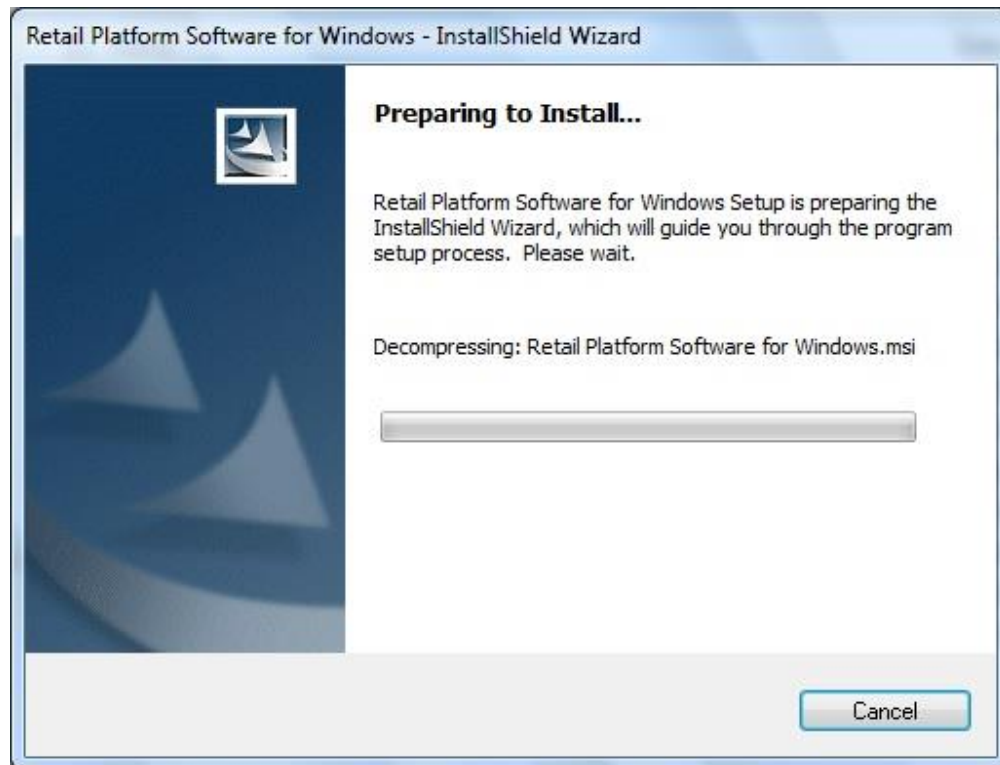 Retail Platform Software for Windows - InstallShield Wizard
Preparing to Install...
Retail Platform Software for Windows Setup is preparing the
InstallShield Wizard, which will guide you through the program
setup process.  Please wait.
Decompressing: Retail Platform Software for Windows.msi
Cancel